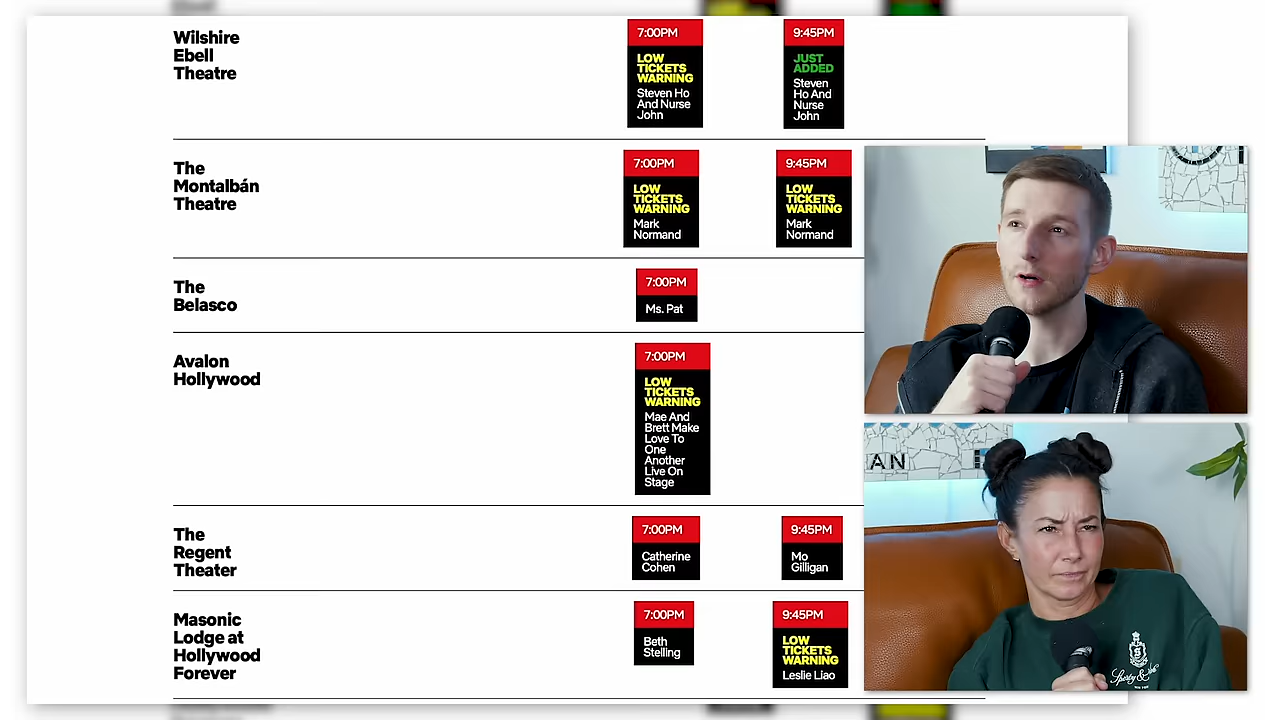 Wilshire
Ebell
Theatre
7:00PM
LOW
TICKETS
WARNING
Steven Ho
And Nurse
John
9:45PM
JUST
ADDED
Steven
Ho And
Nurse
John
The
Montalbán
Theatre
7:00PM
LOW
TICKETS
WARNING
Mark
Normand
9:45PM
LOW
TICKETS
WARNING
Mark
Normand
The
Belasco
7:00PM
Ms. Pat
Avalon
Hollywood
7:00PM
LOW
TICKETS
WARNING
Mae And
Brett Make
Love To
One
Another
Live On
Stage
The
Regent
Theater
7:00PM
Catherine
Cohen
9:45PM
Mo
Gilligan
Masonic
Lodge at
Hollywood
Forever
7:00PM
Beth
Stelling
9:45PM
LOW
TICKETS
WARNING
Leslie Liao
AN
Sporty &